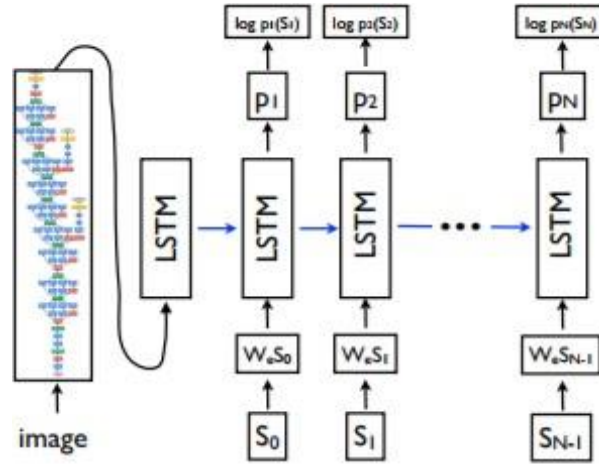 log p₁(S₁) log p₂(S₂) log pN(SN)
p₁ p₂ pN
LSTM LSTM LSTM ••• LSTM
WₑS₀ WₑS₁ WₑSN-1
image S₀ S₁ SN-1